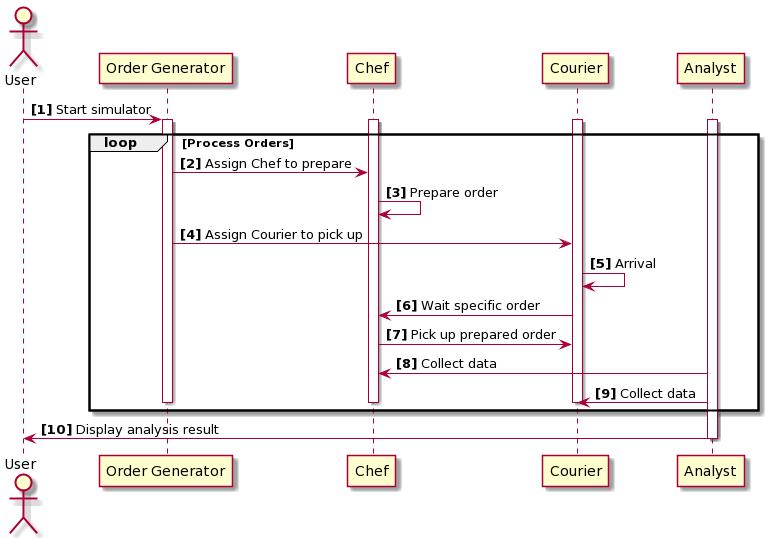 User
Order Generator
Chef
Courier
Analyst
[1] Start simulator
loop [Process Orders]
[2] Assign Chef to prepare
[3] Prepare order
[4] Assign Courier to pick up
[5] Arrival
[6] Wait specific order
[7] Pick up prepared order
[8] Collect data
[9] Collect data
[10] Display analysis result
User
Order Generator
Chef
Courier
Analyst